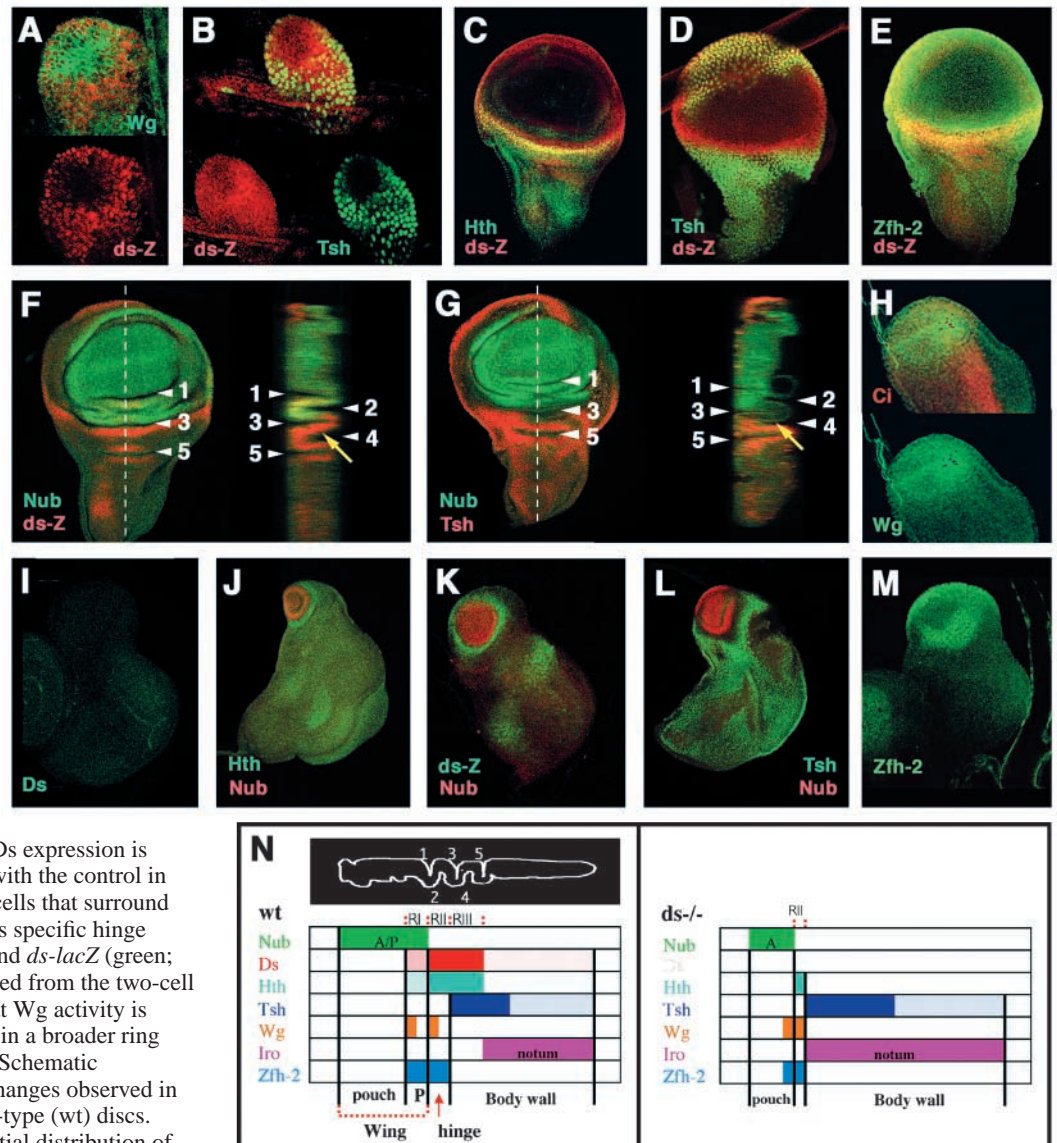 A
Wg
ds-Z
B
ds-Z
Tsh
C
Hth
ds-Z
D
Tsh
ds-Z
E
Zfh-2
ds-Z
F
1
3
5
1
2
3
4
5
Nub
ds-Z
G
1
3
5
1
2
3
4
5
Nub
Tsh
H
Ci
Wg
I
Ds
J
Hth
Nub
K
ds-Z
Nub
L
Tsh
Nub
M
Zfh-2
Ds expression is
with the control in
cells that surround
s specific hinge
nd ds-lacZ (green;
ed from the two-cell
t Wg activity is
in a broader ring
Schematic
hanges observed in
-type (wt) discs.
tial distribution of
N
1 3 5
2 4
wt
RI RII RIII
Nub A/P
Ds
Hth
Tsh
Wg
Iro notum
Zfh-2
pouch P Body wall
Wing hinge
ds-/-
RII
Nub A
Ds
Hth
Tsh
Wg
Iro notum
Zfh-2
pouch Body wall